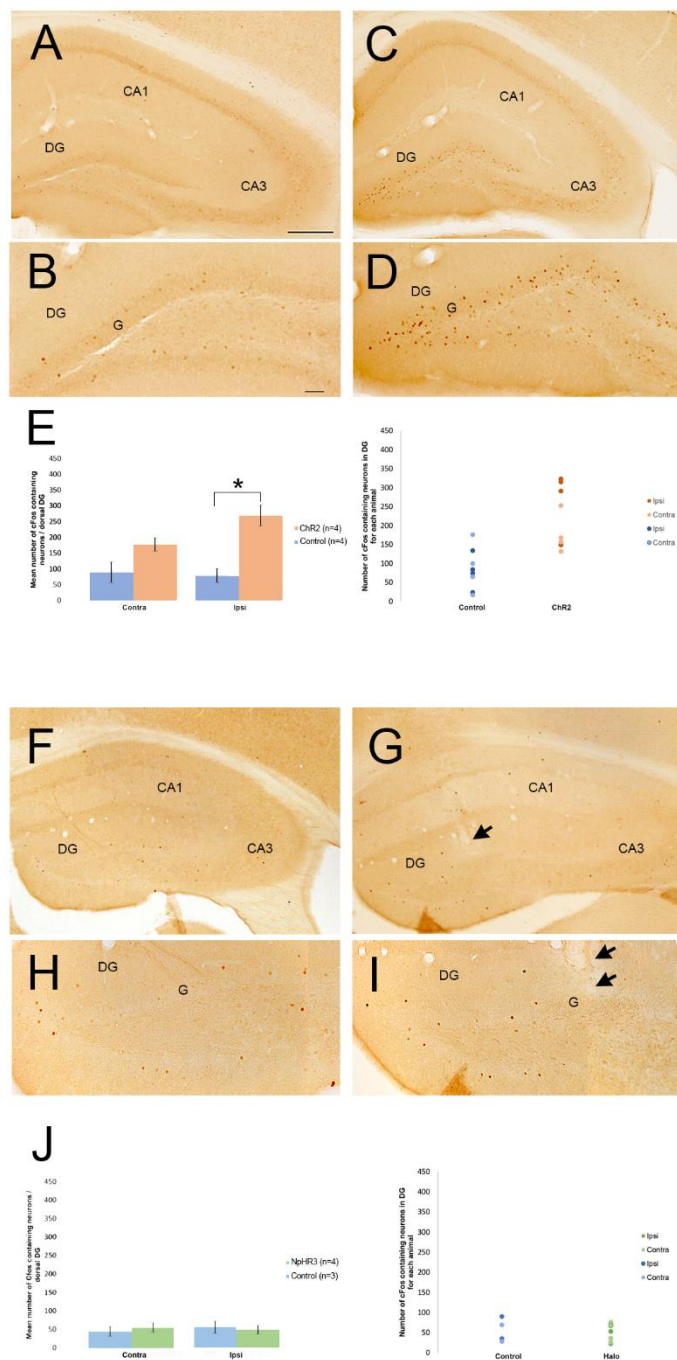 A
CA1
DG
CA3
C
CA1
DG
CA3
B
DG
G
D
DG
G
E
Mean number of cFos containing
neurons / dorsal DG
450
400
350
300
250
200
150
100
50
0
*
ChR2 (n=4)
Control (n=4)
Contra
Ipsi
Number of cFos containing neurons in DG
for each animal
450
400
350
300
250
200
150
100
50
0
Ipsi
Contra
Ipsi
Contra
Control
ChR2
F
CA1
DG
CA3
G
CA1
DG
CA3
H
DG
G
I
DG
G
J
Mean number of Cfos containing neurons /
dorsal DG
450
400
350
300
250
200
150
100
50
0
NpHR3 (n=4)
Control (n=3)
Contra
Ipsi
Number of cFos containing neurons in DG
for each animal
450
400
350
300
250
200
150
100
50
0
Ipsi
Contra
Ipsi
Contra
Control
Halo